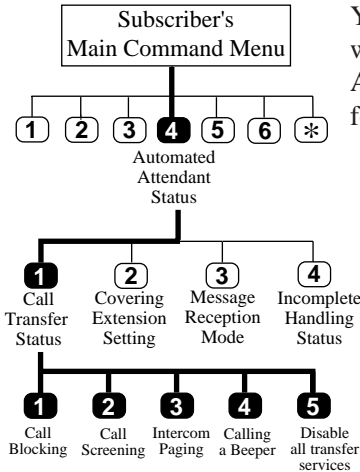 Subscriber's
Main Command Menu
1 2 3 4 5 6 *
Automated
Attendant
Status
1 2 3 4
Call
Transfer
Status
Covering
Extension
Setting
Message
Reception
Mode
Incomplete
Handling
Status
1 2 3 4 5
Call
Blocking
Call
Screening
Intercom
Paging
Calling
a Beeper
Disable
all transfer
services